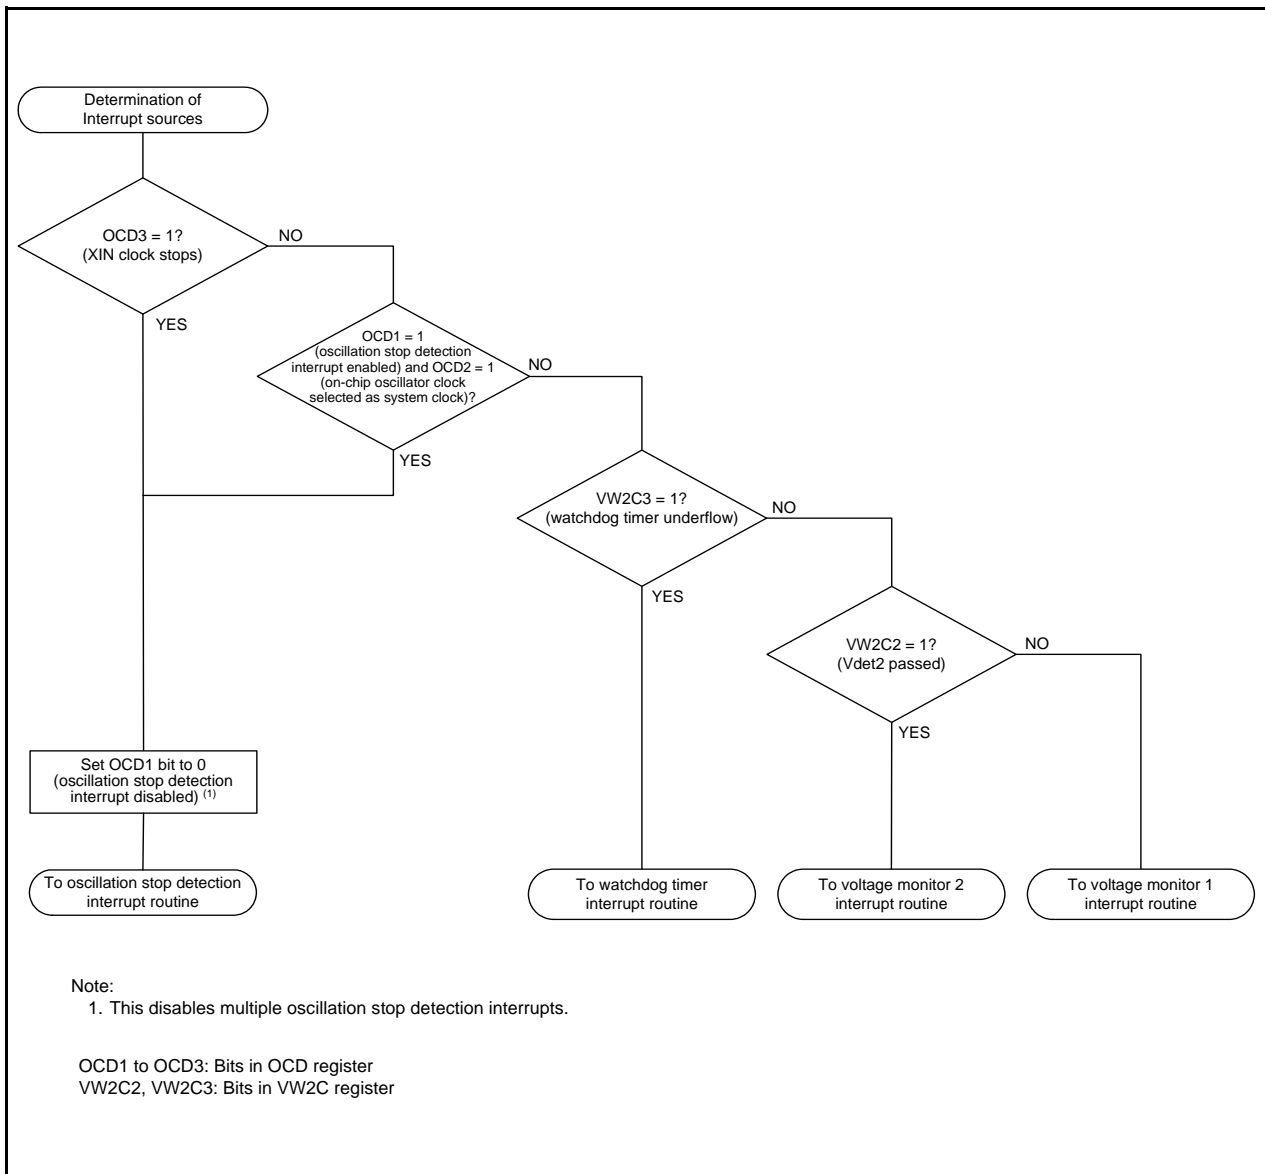 Determination of
Interrupt sources
OCD3 = 1?
(XIN clock stops)
NO
YES
OCD1 = 1
(oscillation stop detection
interrupt enabled) and OCD2 = 1
(on-chip oscillator clock
selected as system clock)?
NO
YES
VW2C3 = 1?
(watchdog timer underflow)
NO
YES
VW2C2 = 1?
(Vdet2 passed)
NO
YES
Set OCD1 bit to 0
(oscillation stop detection
interrupt disabled) (1)
To oscillation stop detection
interrupt routine
To watchdog timer
interrupt routine
To voltage monitor 2
interrupt routine
To voltage monitor 1
interrupt routine
Note:
1. This disables multiple oscillation stop detection interrupts.
OCD1 to OCD3: Bits in OCD register
VW2C2, VW2C3: Bits in VW2C register